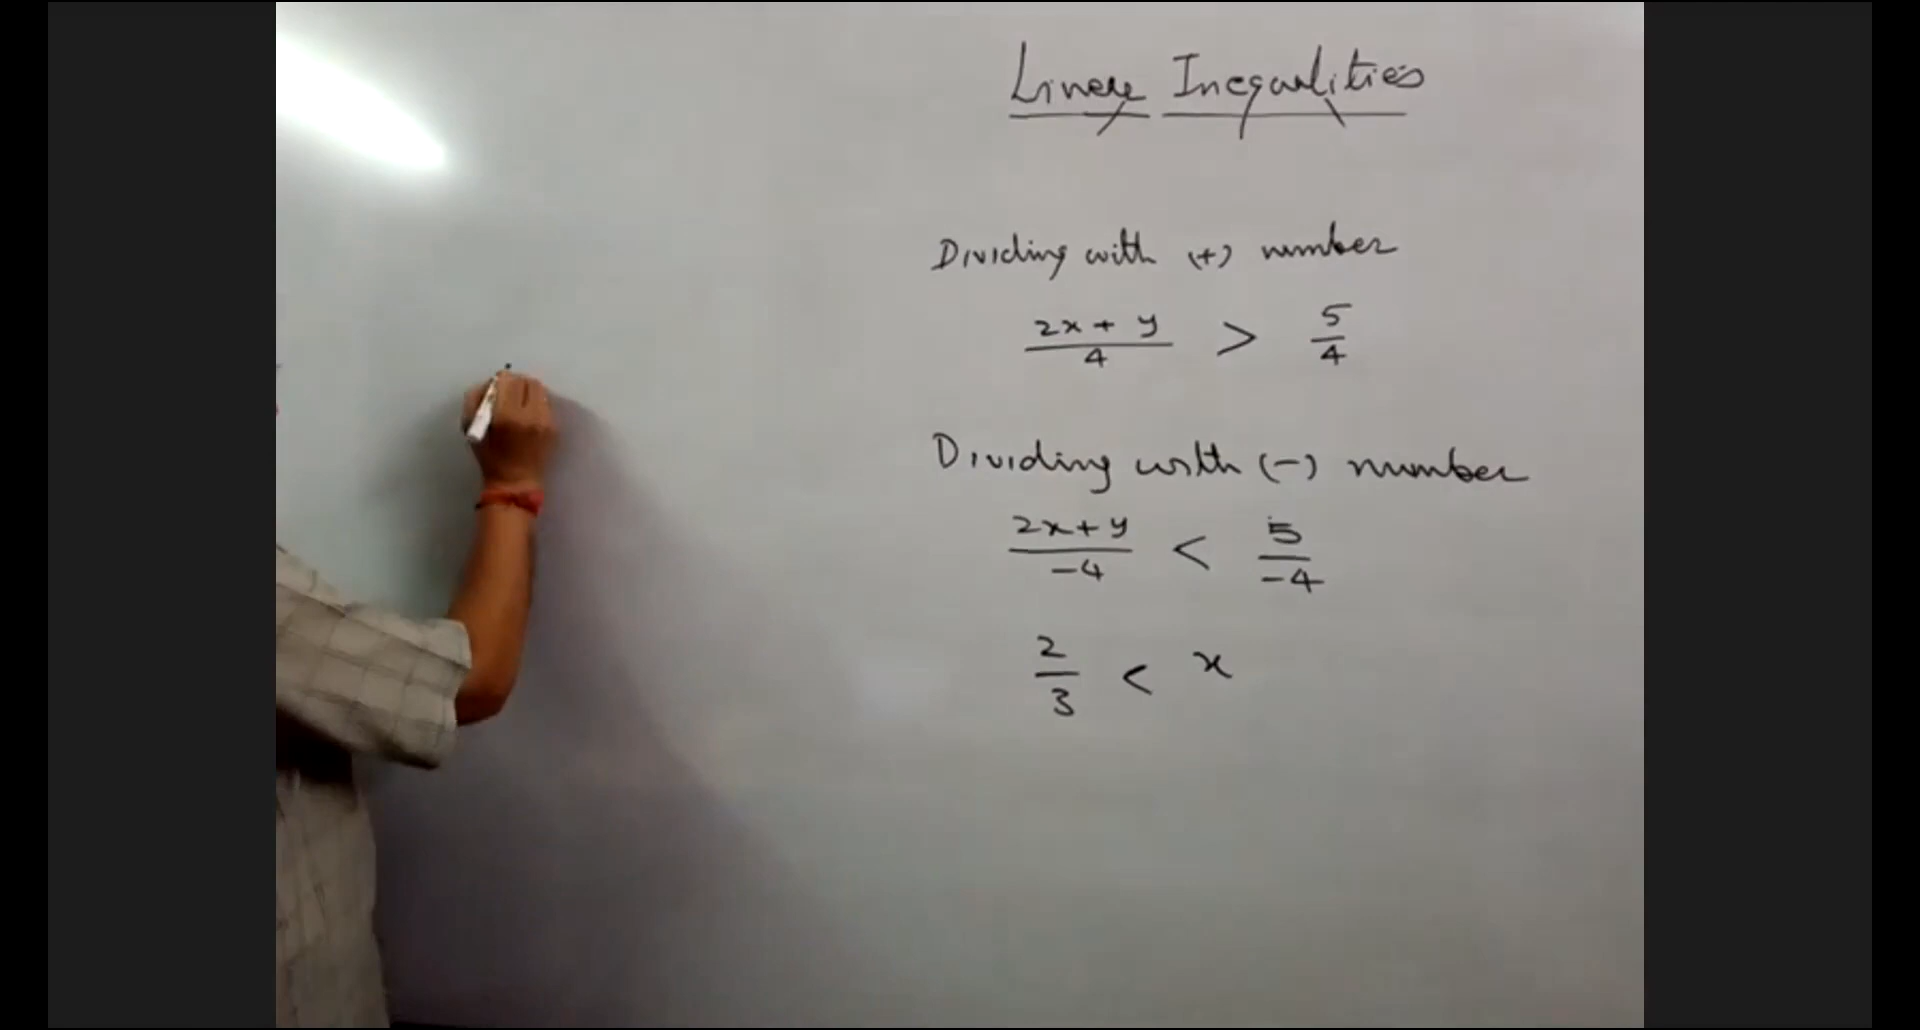 Linear Inequalities
Dividing with (+) number
2x + y / 4 > 5 / 4
Dividing with (-) number
2x + y / -4 < 5 / -4
2 / 3 < x